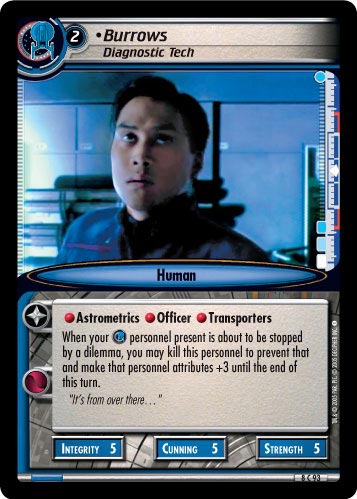 2
•Burrows
Diagnostic Tech
Human
Astrometrics Officer Transporters
When your personnel present is about to be stopped
by a dilemma, you may kill this personnel to prevent that
and make that personnel attributes +3 until the end of
this turn.
"It's from over there…"
INTEGRITY 5 CUNNING 5 STRENGTH 5
8 C 98